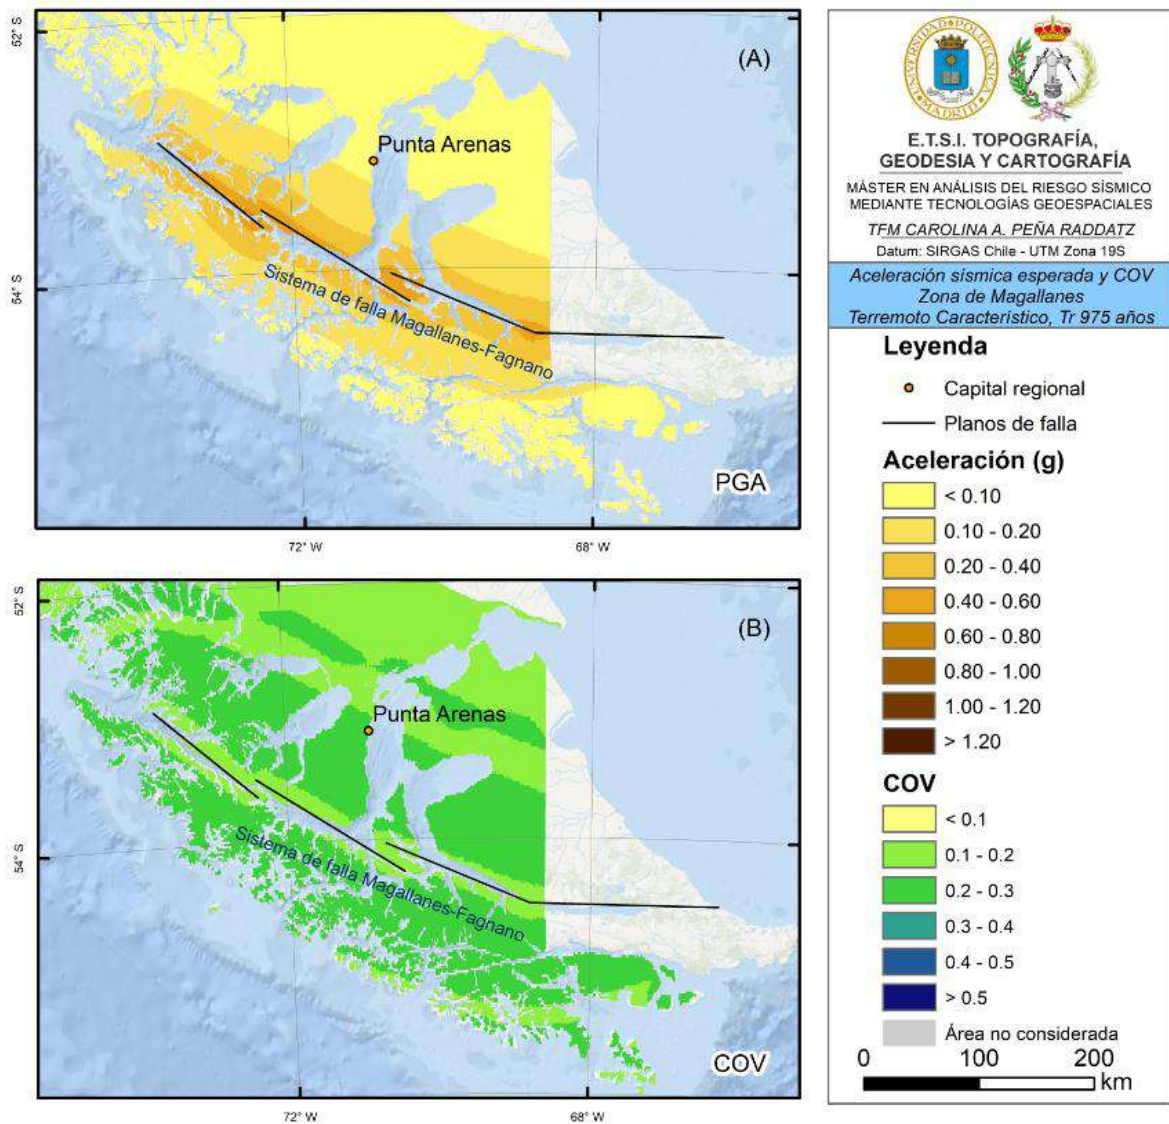 52° S
(A)
Punta Arenas
Sistema de falla Magallanes-Fagnano
54° S
PGA
72° W
68° W
52° S
(B)
Punta Arenas
Sistema de falla Magallanes-Fagnano
54° S
COV
72° W
68° W
UNIVERSIDAD POLITÉCNICA
MADRID
E.T.S.I. TOPOGRAFÍA,
GEODESIA Y CARTOGRAFÍA
MÁSTER EN ANÁLISIS DEL RIESGO SÍSMICO
MEDIANTE TECNOLOGÍAS GEOESPACIALES
TFM CAROLINA A. PEÑA RADDATZ
Datum: SIRGAS Chile - UTM Zona 19S
Aceleración sísmica esperada y COV
Zona de Magallanes
Terremoto Característico, Tr 975 años
Leyenda
Capital regional
Planos de falla
Aceleración (g)
< 0.10
0.10 - 0.20
0.20 - 0.40
0.40 - 0.60
0.60 - 0.80
0.80 - 1.00
1.00 - 1.20
> 1.20
COV
< 0.1
0.1 - 0.2
0.2 - 0.3
0.3 - 0.4
0.4 - 0.5
> 0.5
Área no considerada
0 100 200
km